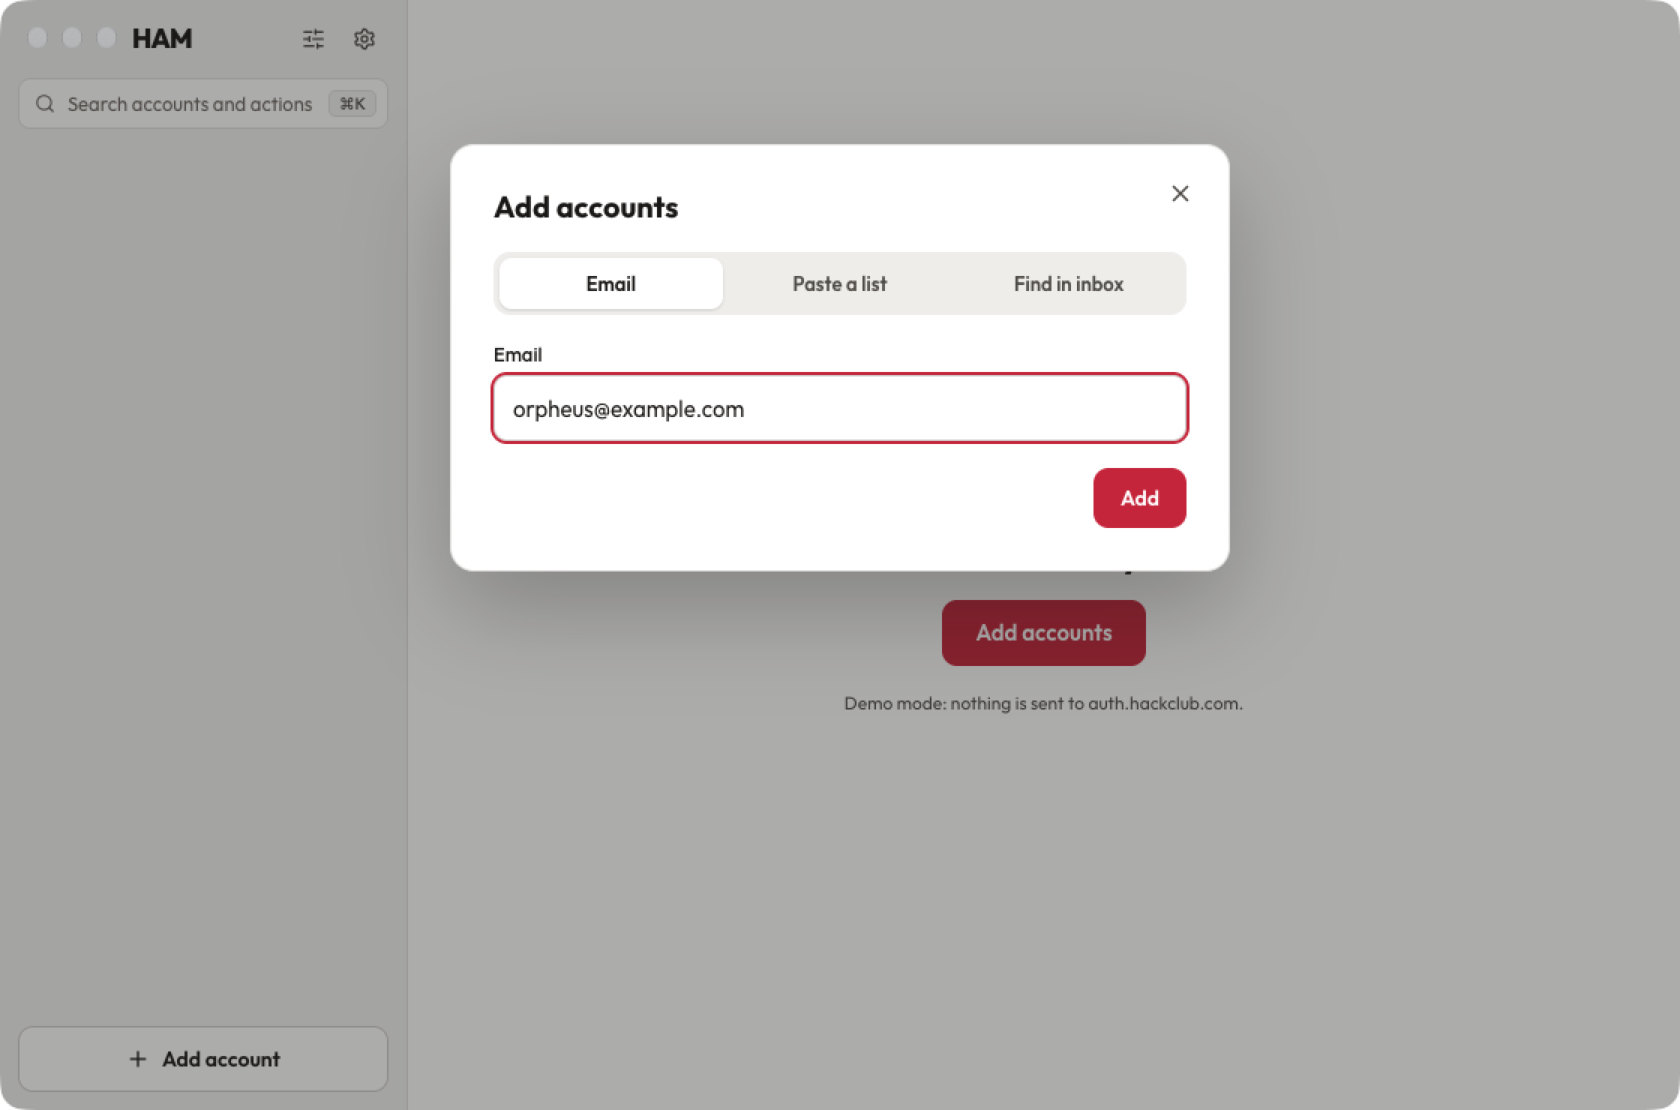 HAM
Search accounts and actions ⌘K
Add accounts
Email
Paste a list
Find in inbox
Email
orpheus@example.com
Add
Add accounts
Demo mode: nothing is sent to auth.hackclub.com.
+ Add account